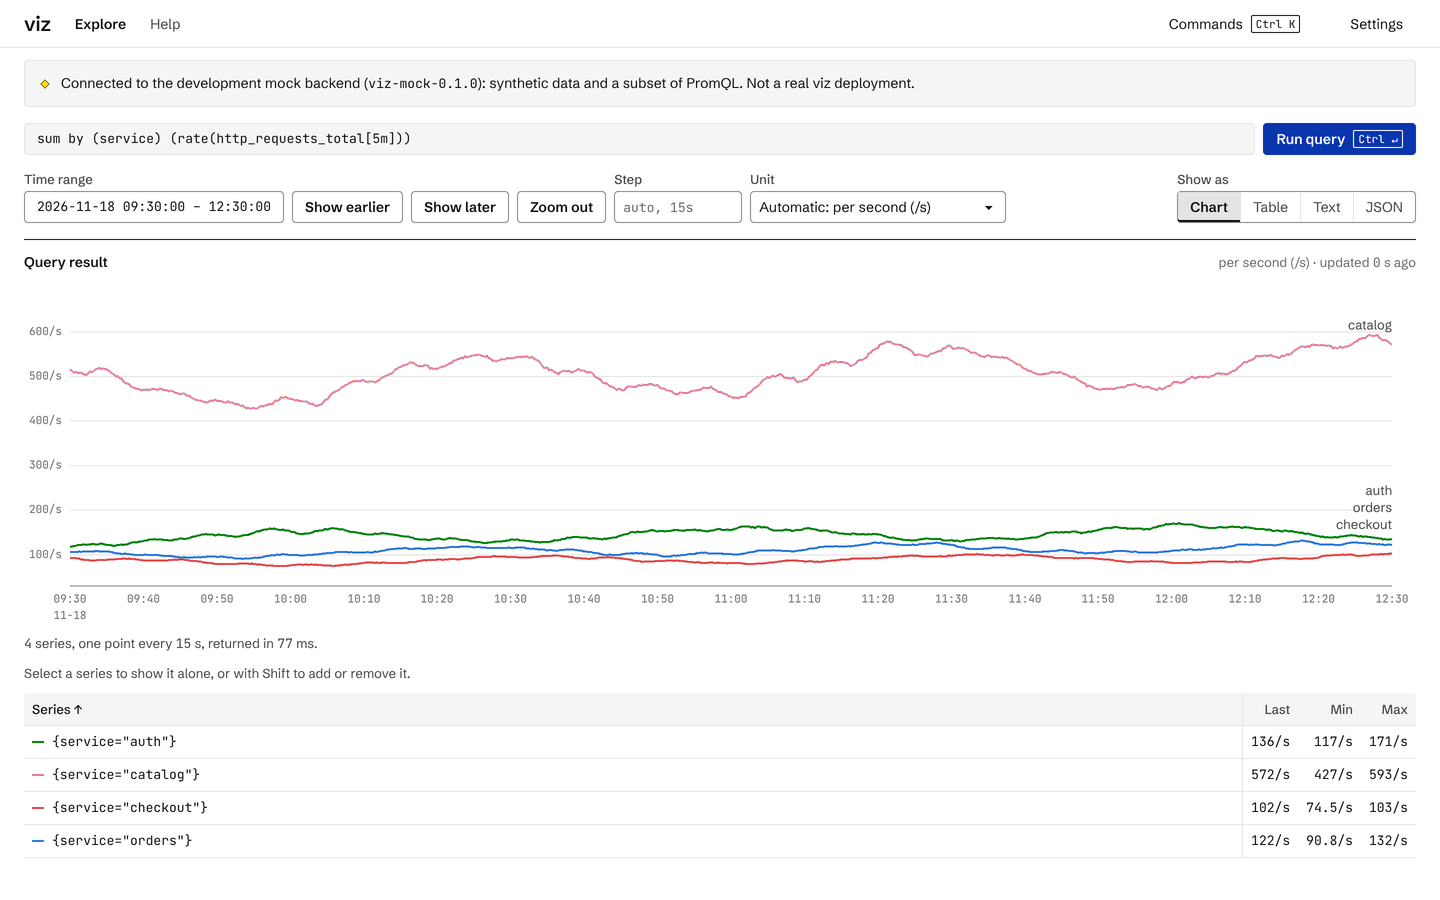 viz Explore Help Commands Ctrl K Settings
Connected to the development mock backend (viz-mock-0.1.0): synthetic data and a subset of PromQL. Not a real viz deployment.
sum by (service) (rate(http_requests_total[5m])) Run query Ctrl ↵
Time range Step Unit Show as
2026-11-18 09:30:00 – 12:30:00 Show earlier Show later Zoom out auto, 15s Automatic: per second (/s) Chart Table Text JSON
Query result per second (/s) · updated 0 s ago
catalog
600/s
500/s
400/s
300/s
auth
200/s
orders
checkout
100/s
09:30 09:40 09:50 10:00 10:10 10:20 10:30 10:40 10:50 11:00 11:10 11:20 11:30 11:40 11:50 12:00 12:10 12:20 12:30
11-18
4 series, one point every 15 s, returned in 77 ms.
Select a series to show it alone, or with Shift to add or remove it.
Series ↑ Last Min Max
{service="auth"} 136/s 117/s 171/s
{service="catalog"} 572/s 427/s 593/s
{service="checkout"} 102/s 74.5/s 103/s
{service="orders"} 122/s 90.8/s 132/s